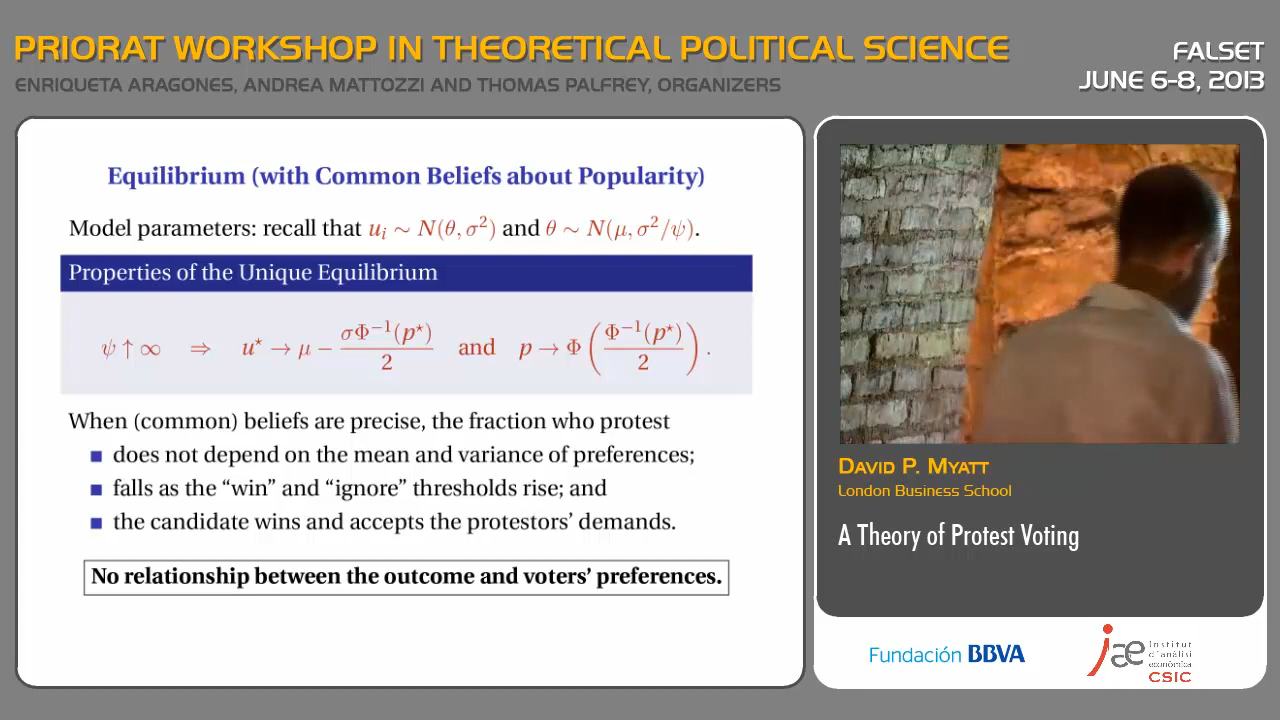 PRIORAT WORKSHOP IN THEORETICAL POLITICAL SCIENCE
ENRIQUETA ARAGONES, ANDREA MATTOZZI AND THOMAS PALFREY, ORGANIZERS
FALSET
JUNE 6-8, 2013
Equilibrium (with Common Beliefs about Popularity)
Model parameters: recall that u_i ∼ N(θ, σ²) and θ ∼ N(μ, σ²/ψ).
Properties of the Unique Equilibrium
ψ ↑ ∞ ⇒ u* → μ − σΦ⁻¹(p*)/2 and p → Φ(Φ⁻¹(p*)/2).
When (common) beliefs are precise, the fraction who protest
■ does not depend on the mean and variance of preferences;
■ falls as the “win” and “ignore” thresholds rise; and
■ the candidate wins and accepts the protestors’ demands.
No relationship between the outcome and voters’ preferences.
DAVID P. MYATT
London Business School
A Theory of Protest Voting
Fundación BBVA
iae
Institut
d'anàlisi
econòmica
CSIC